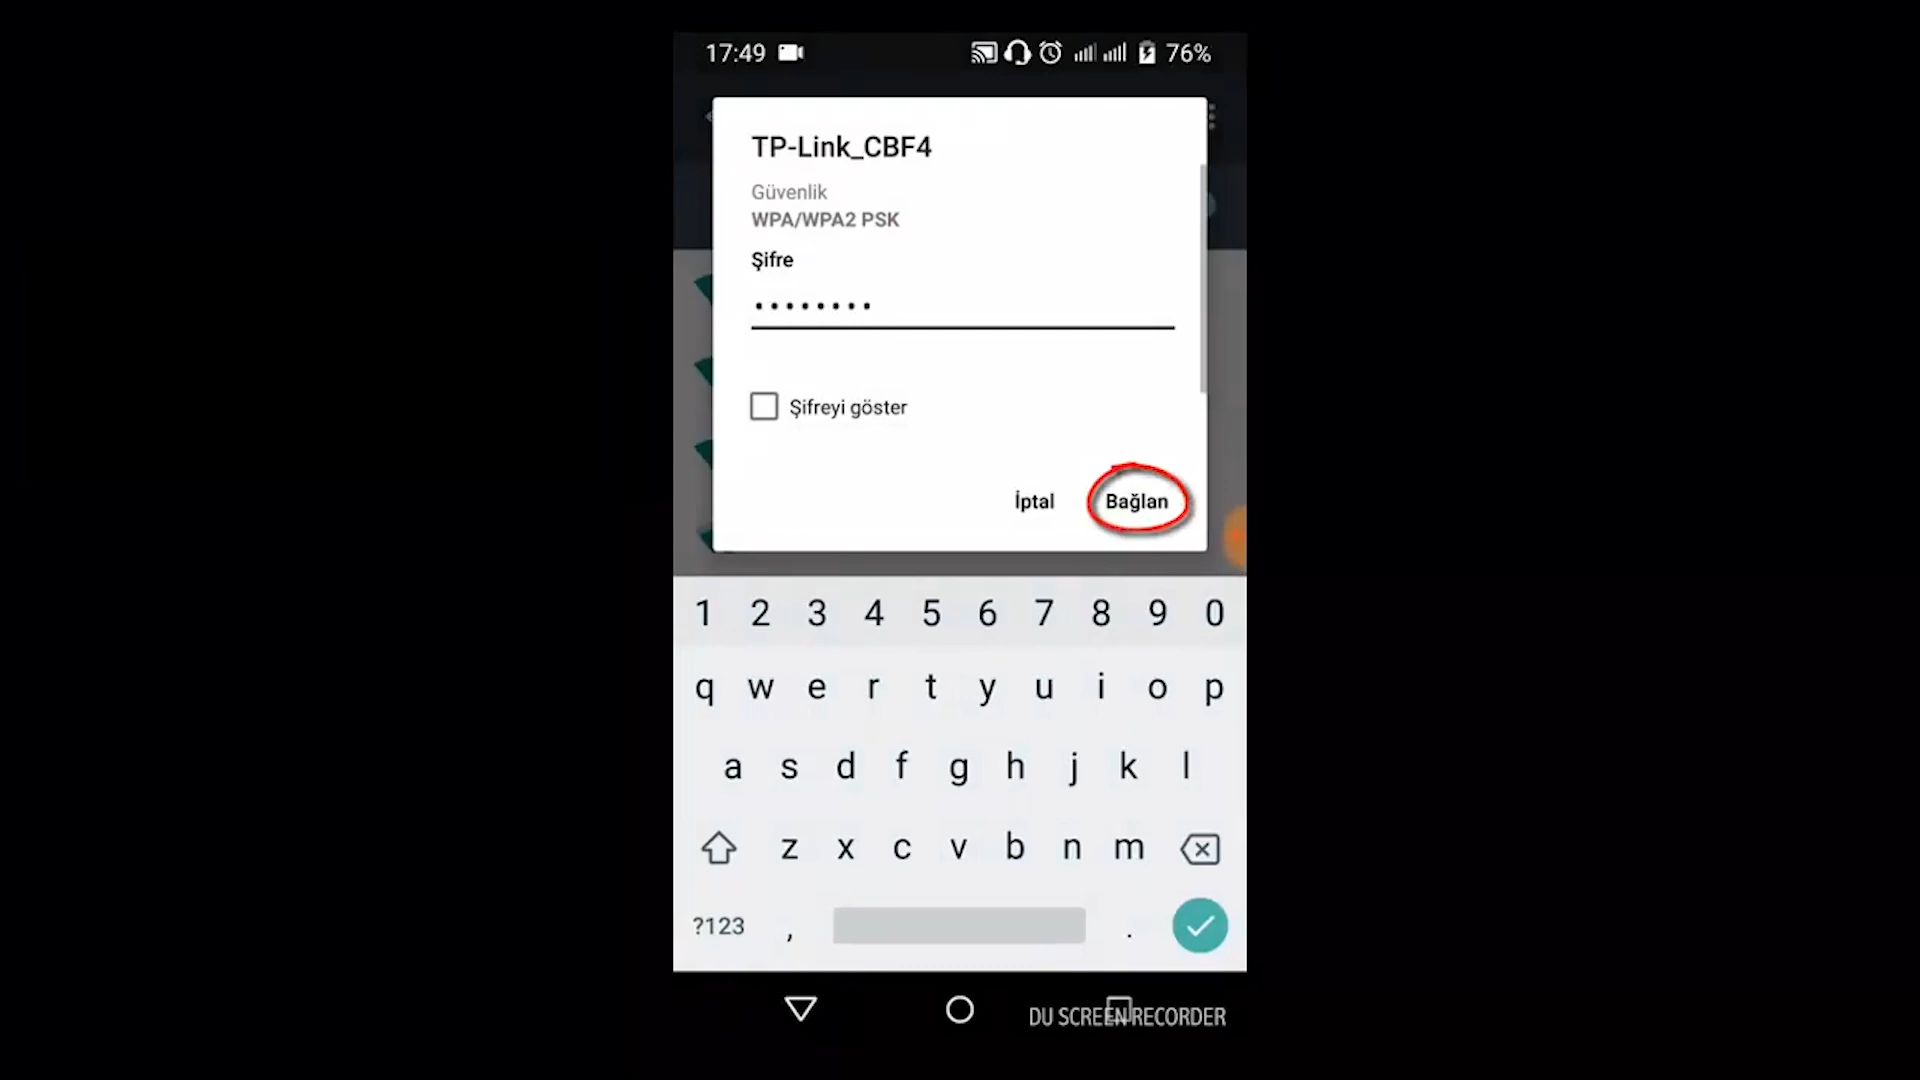 17:49 76%
TP-Link_CBF4
Güvenlik
WPA/WPA2 PSK
Şifre
••••••••
Şifreyi göster
İptal Bağlan
1 2 3 4 5 6 7 8 9 0
q w e r t y u i o p
a s d f g h j k l
z x c v b n m
?123 , .
DU SCREEN RECORDER